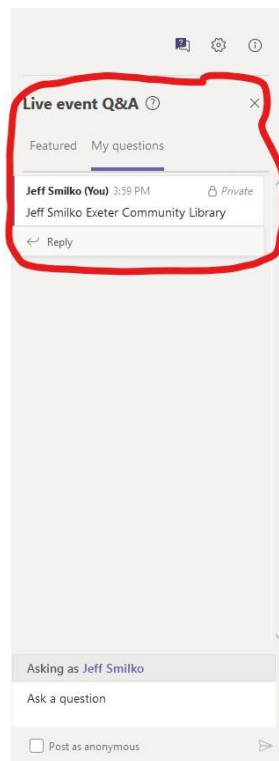 Live event Q&A
Featured My questions
Jeff Smilko (You) 3:59 PM Private
Jeff Smilko Exeter Community Library
Reply
Asking as Jeff Smilko
Ask a question
Post as anonymous